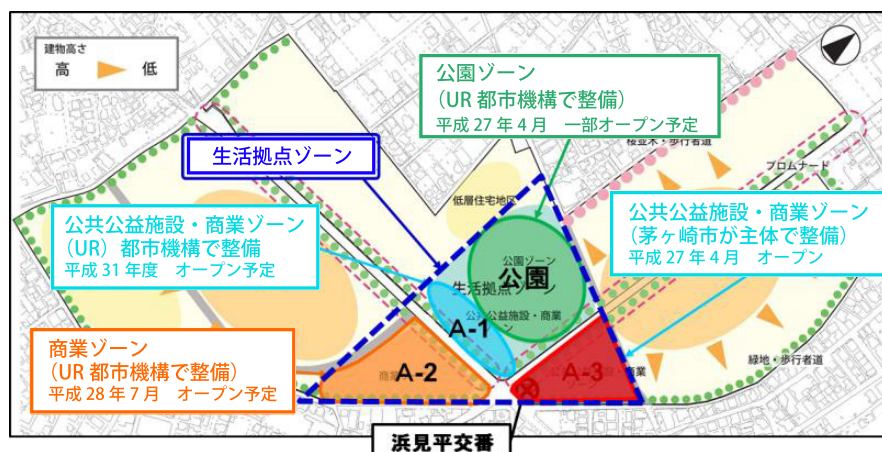 建物高さ
高 低
公園ゾーン
（UR 都市機構で整備）
平成 27 年 4 月　一部オープン予定
桜並木・歩行者道
プロムナード
生活拠点ゾーン
低層住宅地区
公共公益施設・商業ゾーン
（UR）都市機構で整備
平成 31 年度　オープン予定
公共公益施設・商業ゾーン
（茅ヶ崎市が主体で整備）
平成 27 年 4 月　オープン
公園ゾーン
公園
生活拠点ゾーン
公共公益施設・商業
ン
A-1
商業ゾーン
（UR 都市機構で整備）
平成 28 年 7 月　オープン予定
A-2
A-3
緑地・歩行者道
浜見平交番